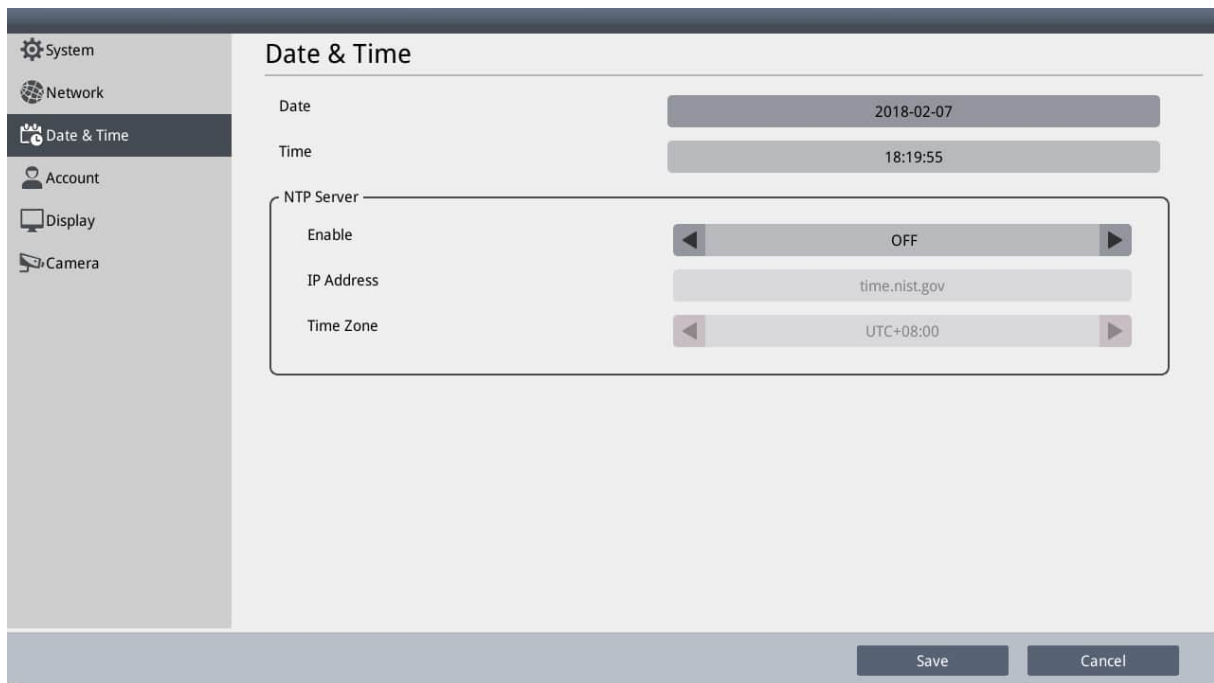 System
Network
Date & Time
Account
Display
Camera
Date & Time
Date 2018-02-07
Time 18:19:55
NTP Server
Enable OFF
IP Address time.nist.gov
Time Zone UTC+08:00
Save Cancel